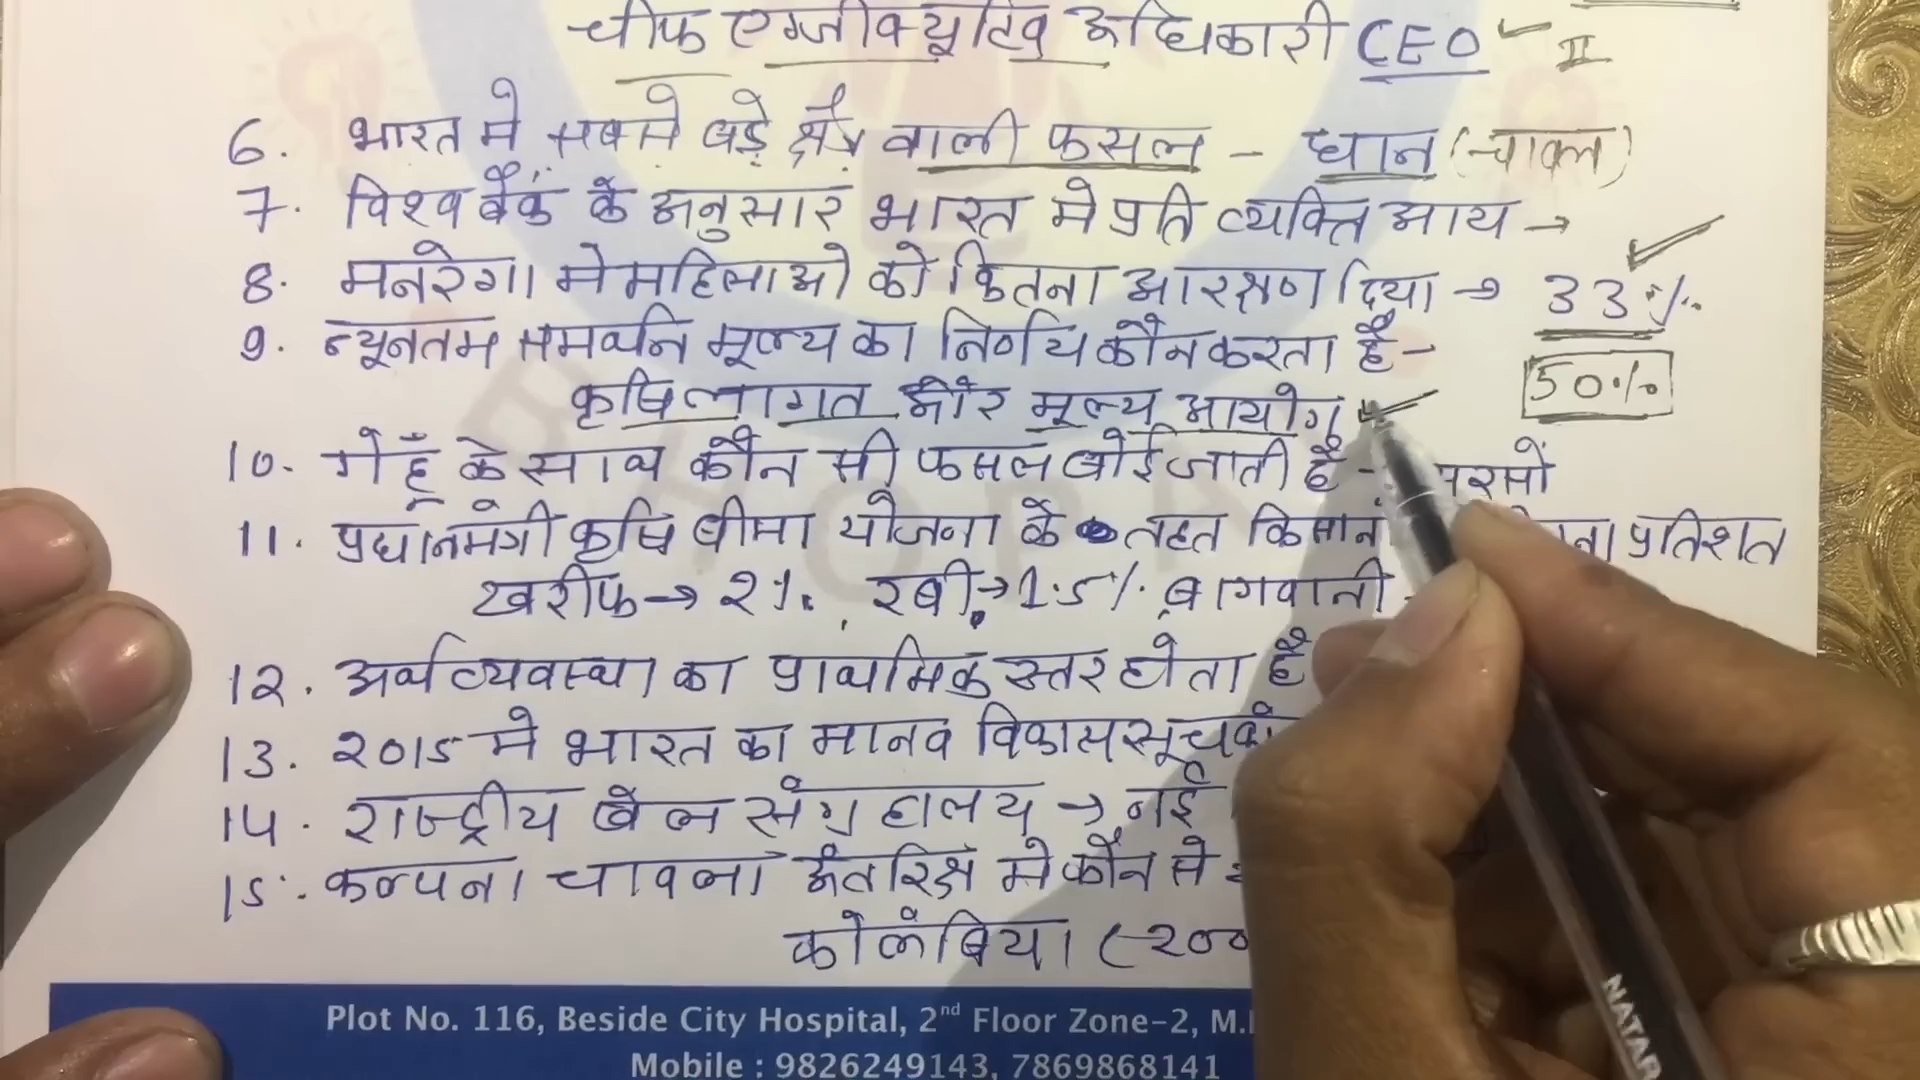 चीफ एग्जीक्यूटिव अधिकारी CEO II
6. भारत मे सबसे बड़े क्षेत्र वाली फसल - धान (चावल)
7. विश्व बैंक के अनुसार भारत मे प्रति व्यक्ति आय →
8. मनरेगा मे महिलाओ को कितना आरक्षण दिया → 33%
9. न्यूनतम समर्थन मूल्य का निर्णय कौन करता है -
50%
कृषि लागत और मूल्य आयोग
10. गेहूँ के साथ कौन सी फसल बोई जाती है - सरसों
11. प्रधानमंत्री कृषि बीमा योजना के तहत किसानों प्रतिशत
खरीफ → 2% रबी → 1.5% बागवानी
12. अर्थव्यवस्था का प्राथमिक स्तर होता है
13. 2015 मे भारत का मानव विकास सूचकां
14. राष्ट्रीय खेल संग्रहालय → नई
15. कल्पना चावला अंतरिक्ष मे कौन से
BHOPAL
कोलंबिया (200
Plot No. 116, Beside City Hospital, 2nd Floor Zone-2, M.
Mobile : 9826249143, 7869868141
NATAR